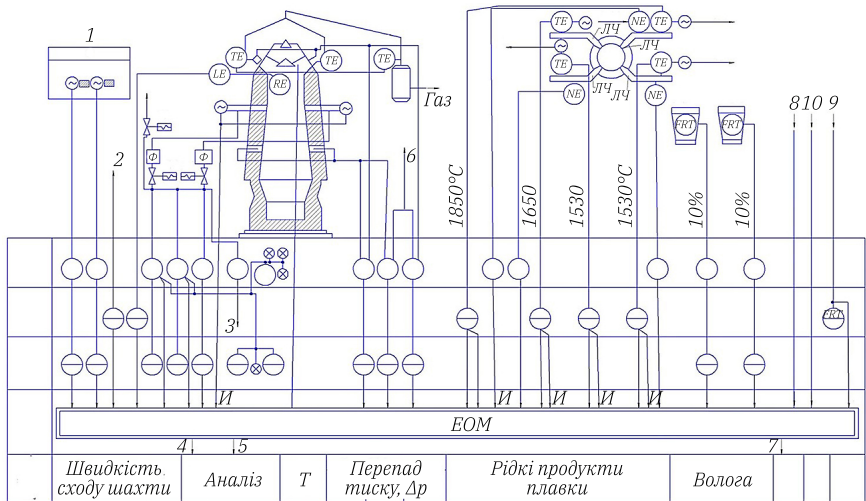 1
TE
TE
TE
LE
RE
Газ
TE
NE
TE
ЛЧ
ЛЧ
TE
TE
ЛЧ
ЛЧ
NE
NE
FRT
FRT
8
10
9
Ф
Ф
2
6
1850°C
1650
1530
1530°C
10%
10%
3
FRT
И
И
И
И
И
ЕОМ
4
5
7
Швидкість
сходу шахти
Аналіз
Т
Перепад
тиску, Δp
Рідкі продукти
плавки
Волога